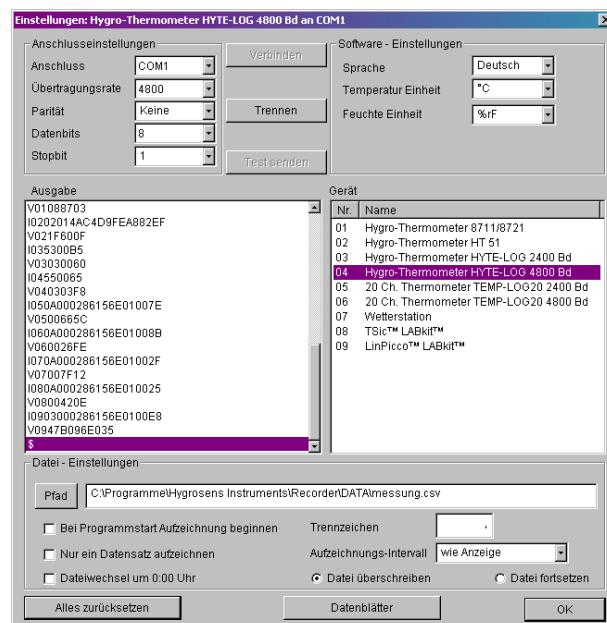 Einstellungen: Hygro-Thermometer HYTE-LOG 4800 Bd an COM1
Anschlusseinstellungen
Anschluss COM1
Übertragungsrate 4800
Parität Keine
Datenbits 8
Stopbit 1
Verbinden
Trennen
Test senden
Software - Einstellungen
Sprache Deutsch
Temperatur Einheit °C
Feuchte Einheit %rF
Ausgabe
V01088703
I0202014AC4D9FEA882EF
V021F600F
I035300B5
V03030060
I04550065
V040303F8
I050A000286156E01007E
V0500665C
I060A000286156E01008B
V060026FE
I070A000286156E01002F
V07007F12
I080A000286156E010025
V0800420E
I0903000286156E0100E8
V0947B096E035
$
Gerät
Nr. Name
01 Hygro-Thermometer 8711/8721
02 Hygro-Thermometer HT 51
03 Hygro-Thermometer HYTE-LOG 2400 Bd
04 Hygro-Thermometer HYTE-LOG 4800 Bd
05 20 Ch. Thermometer TEMP-LOG20 2400 Bd
06 20 Ch. Thermometer TEMP-LOG20 4800 Bd
07 Wetterstation
08 TSic™ LABkit™
09 LinPicco™ LABkit™
Datei - Einstellungen
Pfad C:\Programme\Hygrosens Instruments\Recorder\DATA\messung.csv
Bei Programmstart Aufzeichnung beginnen
Nur ein Datensatz aufzeichnen
Dateiwechsel um 0:00 Uhr
Trennzeichen ,
Aufzeichnungs-Intervall wie Anzeige
Datei überschreiben Datei fortsetzen
Alles zurücksetzen Datenblätter OK